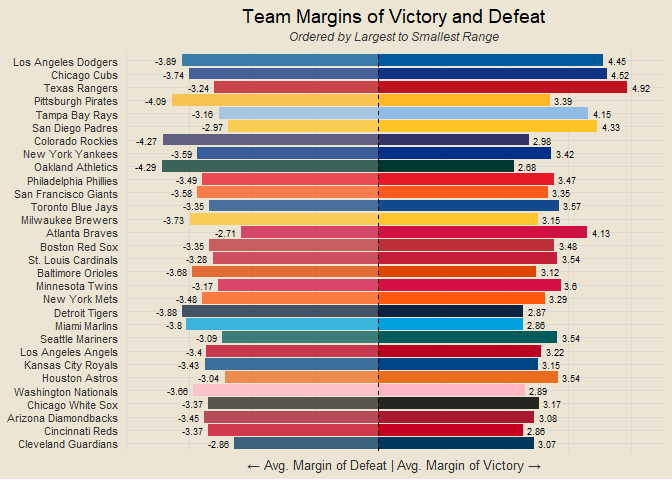 Team Margins of Victory and Defeat
Ordered by Largest to Smallest Range
Los Angeles Dodgers -3.89 4.45
Chicago Cubs -3.74 4.52
Texas Rangers -3.24 4.92
Pittsburgh Pirates -4.09 3.39
Tampa Bay Rays -3.16 4.15
San Diego Padres -2.97 4.33
Colorado Rockies -4.27 2.98
New York Yankees -3.59 3.42
Oakland Athletics -4.29 2.68
Philadelphia Phillies -3.49 3.47
San Francisco Giants -3.58 3.35
Toronto Blue Jays -3.35 3.57
Milwaukee Brewers -3.73 3.15
Atlanta Braves -2.71 4.13
Boston Red Sox -3.35 3.48
St. Louis Cardinals -3.28 3.54
Baltimore Orioles -3.68 3.12
Minnesota Twins -3.17 3.6
New York Mets -3.48 3.29
Detroit Tigers -3.88 2.87
Miami Marlins -3.8 2.86
Seattle Mariners -3.09 3.54
Los Angeles Angels -3.4 3.22
Kansas City Royals -3.43 3.15
Houston Astros -3.04 3.54
Washington Nationals -3.66 2.89
Chicago White Sox -3.37 3.17
Arizona Diamondbacks -3.45 3.08
Cincinnati Reds -3.37 2.86
Cleveland Guardians -2.86 3.07
← Avg. Margin of Defeat | Avg. Margin of Victory →